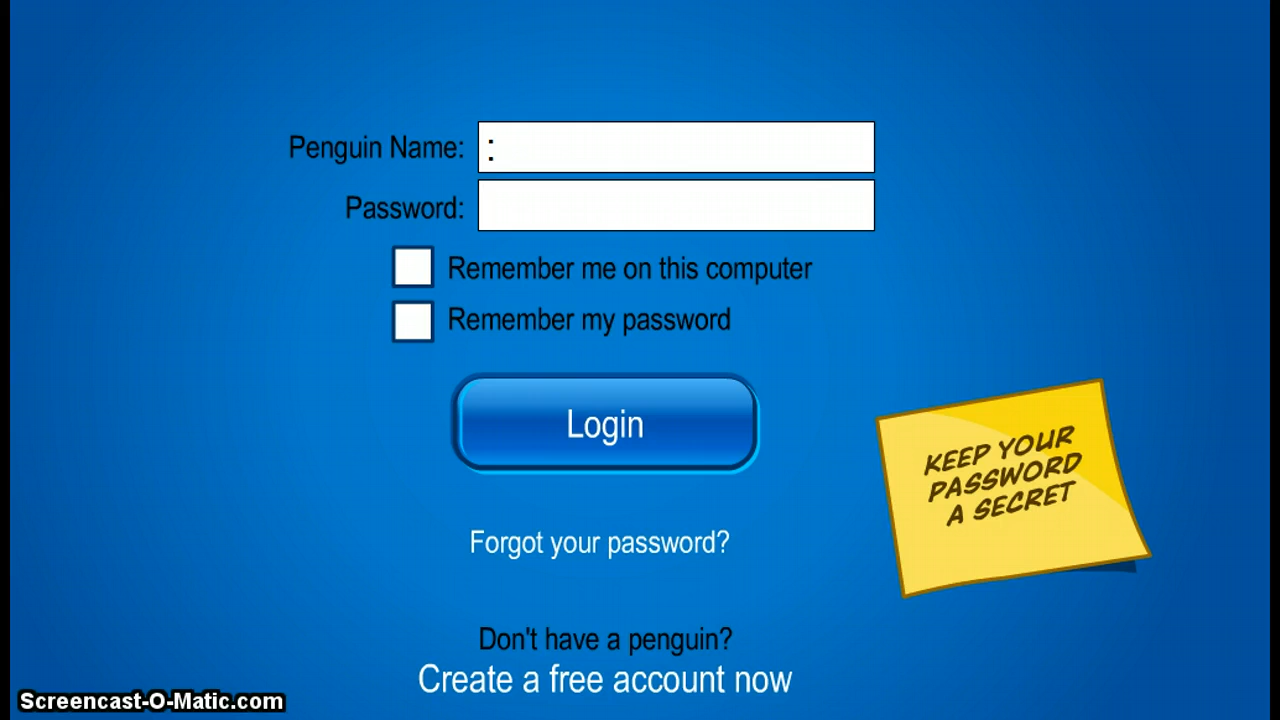 Penguin Name: :
Password:
Remember me on this computer
Remember my password
Login
KEEP YOUR
PASSWORD
A SECRET
Forgot your password?
Don't have a penguin?
Create a free account now
Screencast-O-Matic.com